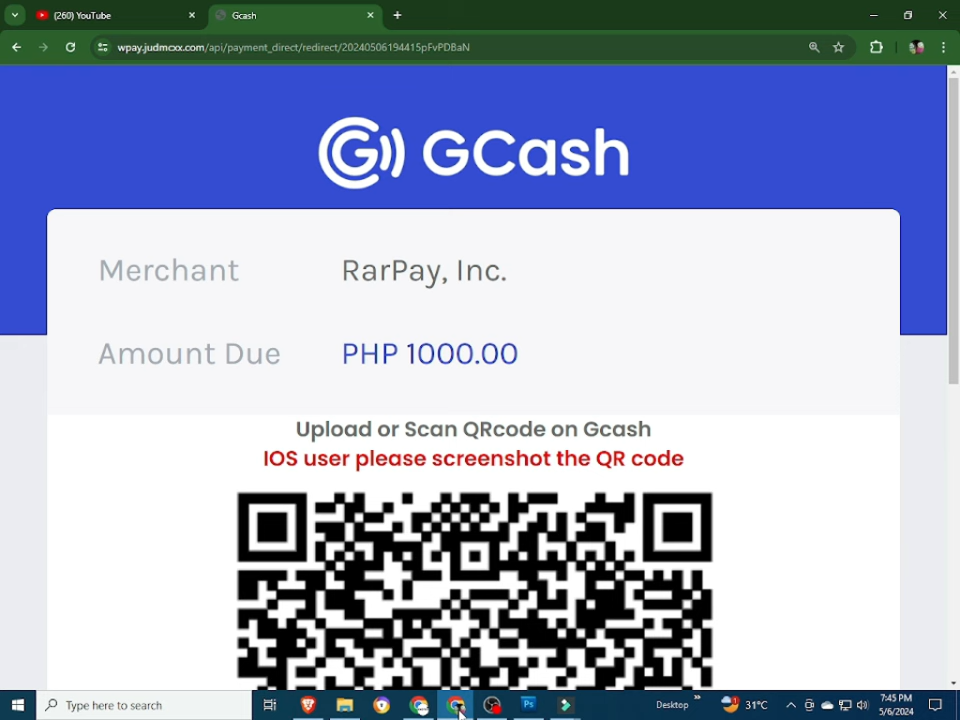 (260) YouTube
Gcash
wpay.judmcxx.com/api/payment_direct/redirect/20240506194415pFvPDBaN
GCash
Merchant RarPay, Inc.
Amount Due PHP 1000.00
Upload or Scan QRcode on Gcash
IOS user please screenshot the QR code
Type here to search
Ps
Desktop
31°C
7:45 PM
5/6/2024